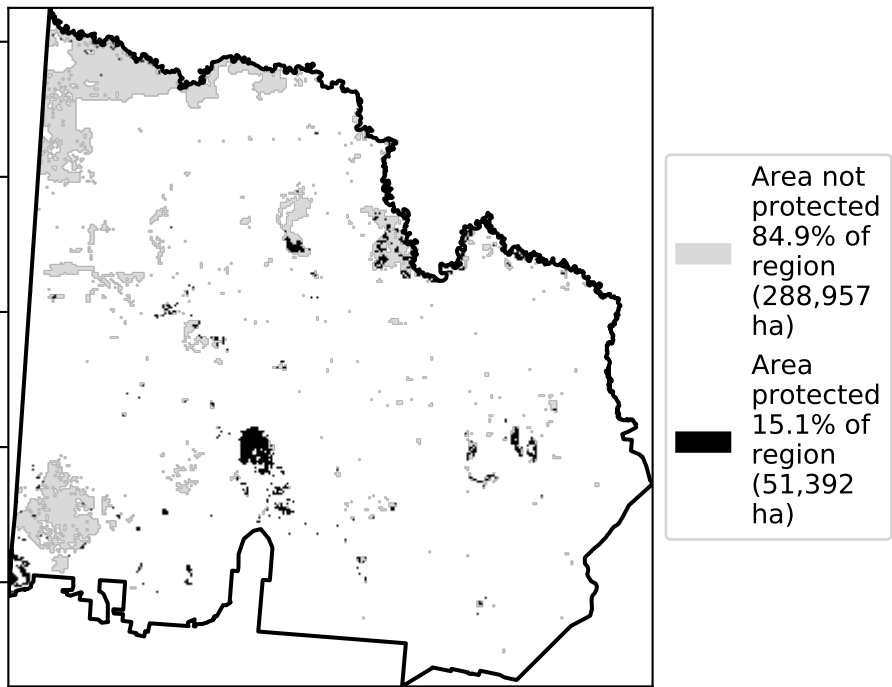 Area not
protected
84.9% of
region
(288,957
ha)
Area
protected
15.1% of
region
(51,392
ha)